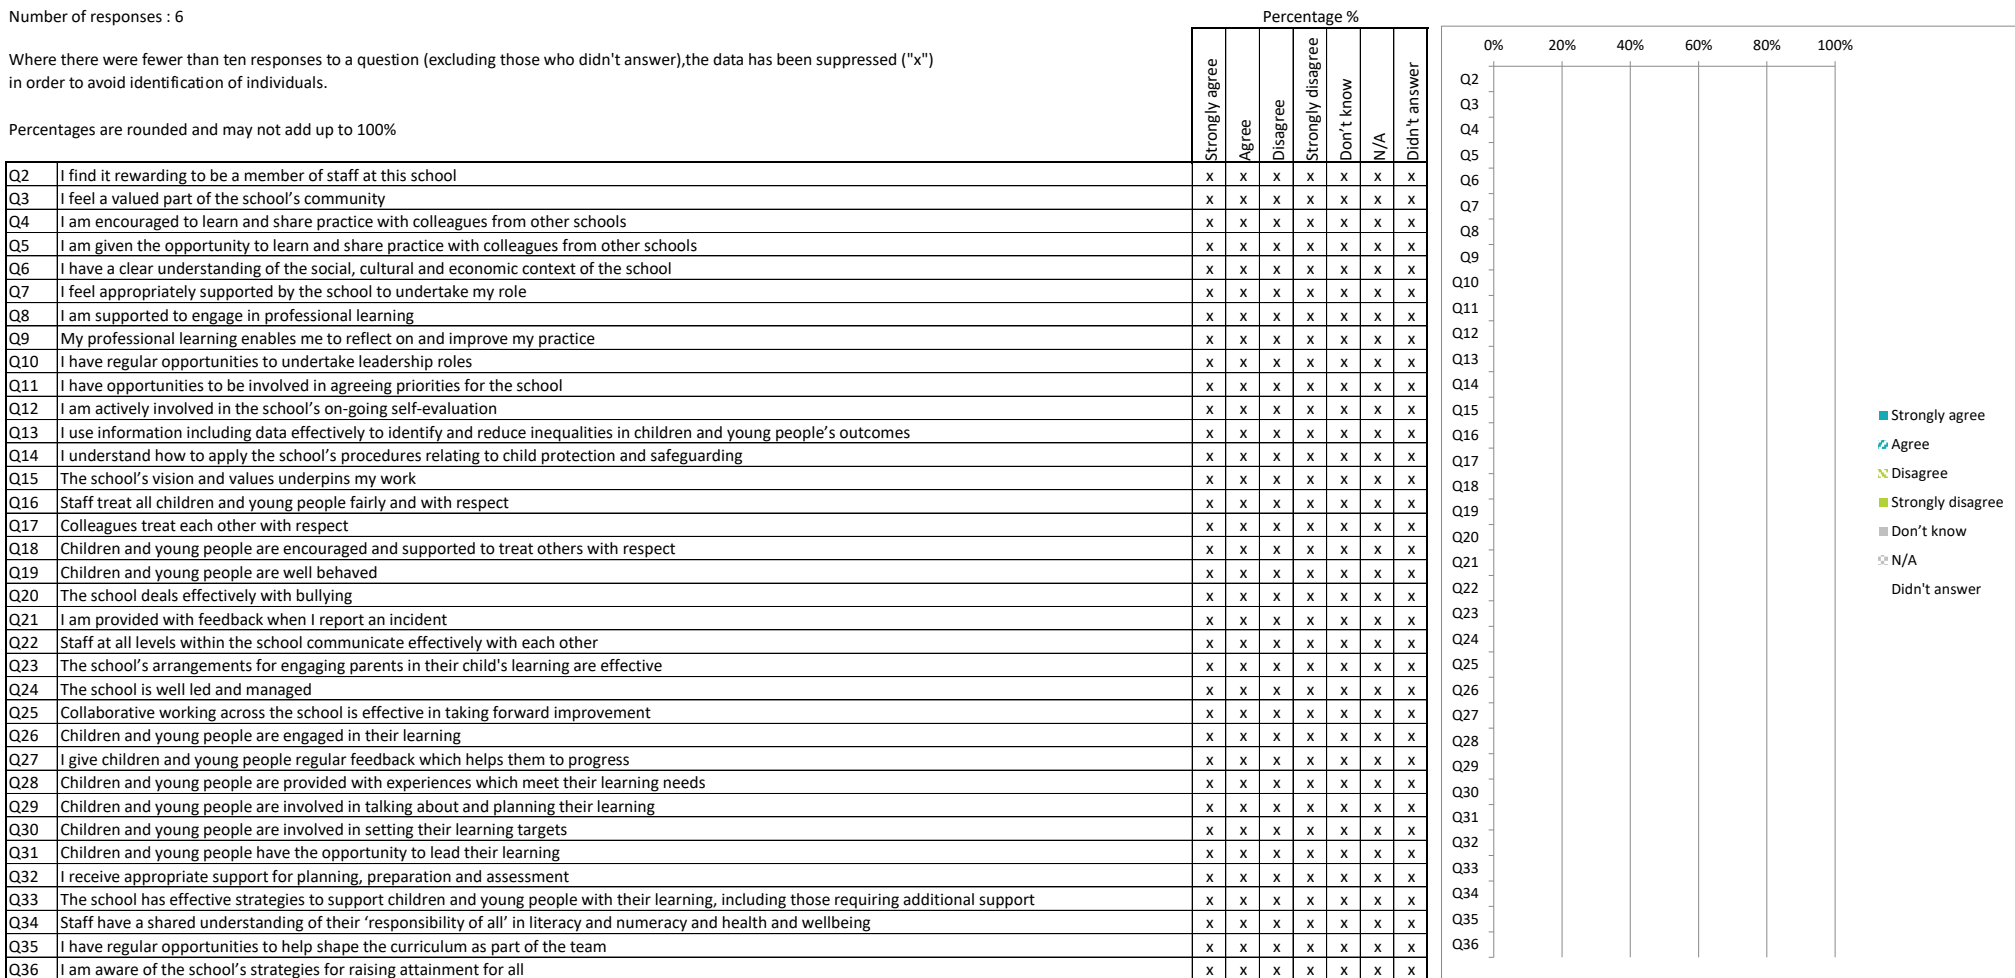 Number of responses : 6
Percentage %
Where there were fewer than ten responses to a question (excluding those who didn't answer),the data has been suppressed ("x")
in order to avoid identification of individuals.
Percentages are rounded and may not add up to 100%
Strongly agree
Agree
Disagree
Strongly disagree
Don't know
N/A
Didn't answer
Q2 I find it rewarding to be a member of staff at this school x x x x x x x
Q3 I feel a valued part of the school’s community x x x x x x x
Q4 I am encouraged to learn and share practice with colleagues from other schools x x x x x x x
Q5 I am given the opportunity to learn and share practice with colleagues from other schools x x x x x x x
Q6 I have a clear understanding of the social, cultural and economic context of the school x x x x x x x
Q7 I feel appropriately supported by the school to undertake my role x x x x x x x
Q8 I am supported to engage in professional learning x x x x x x x
Q9 My professional learning enables me to reflect on and improve my practice x x x x x x x
Q10 I have regular opportunities to undertake leadership roles x x x x x x x
Q11 I have opportunities to be involved in agreeing priorities for the school x x x x x x x
Q12 I am actively involved in the school’s on-going self-evaluation x x x x x x x
Q13 I use information including data effectively to identify and reduce inequalities in children and young people’s outcomes x x x x x x x
Q14 I understand how to apply the school’s procedures relating to child protection and safeguarding x x x x x x x
Q15 The school’s vision and values underpins my work x x x x x x x
Q16 Staff treat all children and young people fairly and with respect x x x x x x x
Q17 Colleagues treat each other with respect x x x x x x x
Q18 Children and young people are encouraged and supported to treat others with respect x x x x x x x
Q19 Children and young people are well behaved x x x x x x x
Q20 The school deals effectively with bullying x x x x x x x
Q21 I am provided with feedback when I report an incident x x x x x x x
Q22 Staff at all levels within the school communicate effectively with each other x x x x x x x
Q23 The school’s arrangements for engaging parents in their child's learning are effective x x x x x x x
Q24 The school is well led and managed x x x x x x x
Q25 Collaborative working across the school is effective in taking forward improvement x x x x x x x
Q26 Children and young people are engaged in their learning x x x x x x x
Q27 I give children and young people regular feedback which helps them to progress x x x x x x x
Q28 Children and young people are provided with experiences which meet their learning needs x x x x x x x
Q29 Children and young people are involved in talking about and planning their learning x x x x x x x
Q30 Children and young people are involved in setting their learning targets x x x x x x x
Q31 Children and young people have the opportunity to lead their learning x x x x x x x
Q32 I receive appropriate support for planning, preparation and assessment x x x x x x x
Q33 The school has effective strategies to support children and young people with their learning, including those requiring additional support x x x x x x x
Q34 Staff have a shared understanding of their ‘responsibility of all’ in literacy and numeracy and health and wellbeing x x x x x x x
Q35 I have regular opportunities to help shape the curriculum as part of the team x x x x x x x
Q36 I am aware of the school’s strategies for raising attainment for all x x x x x x x
0% 20% 40% 60% 80% 100%
Q2
Q3
Q4
Q5
Q6
Q7
Q8
Q9
Q10
Q11
Q12
Q13
Q14
Q15
Q16
Q17
Q18
Q19
Q20
Q21
Q22
Q23
Q24
Q25
Q26
Q27
Q28
Q29
Q30
Q31
Q32
Q33
Q34
Q35
Q36
Strongly agree
Agree
Disagree
Strongly disagree
Don’t know
N/A
Didn't answer